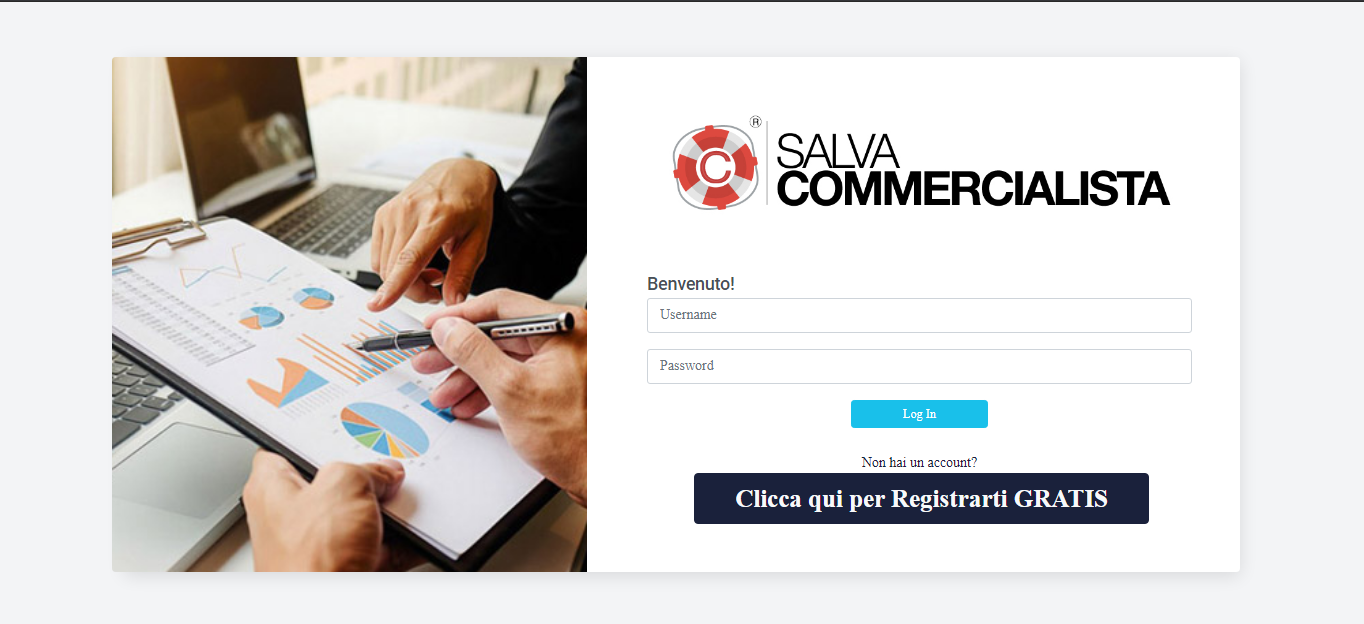 ®
C
SALVA
COMMERCIALISTA
Benvenuto!
Username
Password
Log In
Non hai un account?
Clicca qui per Registrarti GRATIS